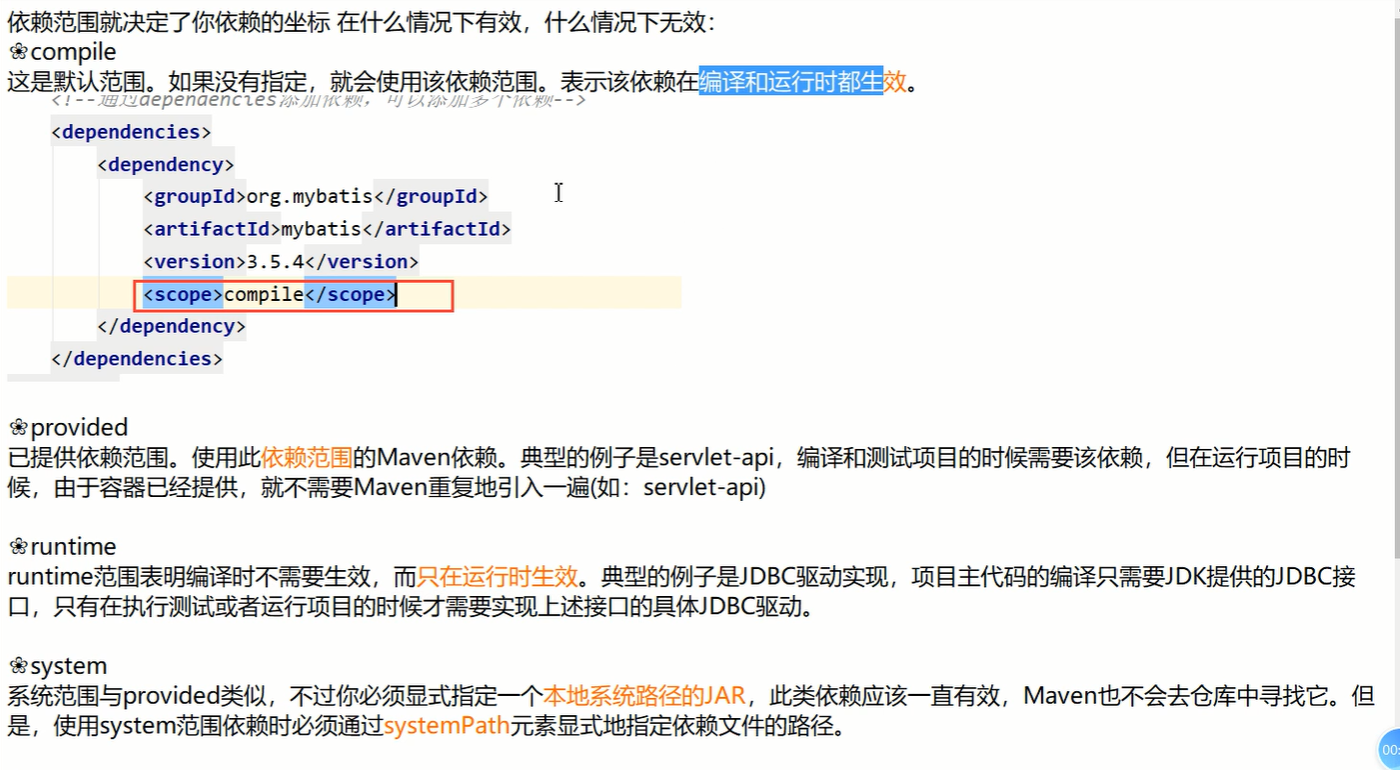 依赖范围就决定了你依赖的坐标 在什么情况下有效，什么情况下无效：
❀compile
这是默认范围。如果没有指定，就会使用该依赖范围。表示该依赖在编译和运行时都生效。
<!--通过dependencies添加依赖，可以添加多个依赖-->
<dependencies>
<dependency>
<groupId>org.mybatis</groupId>
<artifactId>mybatis</artifactId>
<version>3.5.4</version>
<scope>compile</scope>
</dependency>
</dependencies>
❀provided
已提供依赖范围。使用此依赖范围的Maven依赖。典型的例子是servlet-api，编译和测试项目的时候需要该依赖，但在运行项目的时
候，由于容器已经提供，就不需要Maven重复地引入一遍(如：servlet-api)
❀runtime
runtime范围表明编译时不需要生效，而只在运行时生效。典型的例子是JDBC驱动实现，项目主代码的编译只需要JDK提供的JDBC接
口，只有在执行测试或者运行项目的时候才需要实现上述接口的具体JDBC驱动。
❀system
系统范围与provided类似，不过你必须显式指定一个本地系统路径的JAR，此类依赖应该一直有效，Maven也不会去仓库中寻找它。但
是，使用system范围依赖时必须通过systemPath元素显式地指定依赖文件的路径。
00: